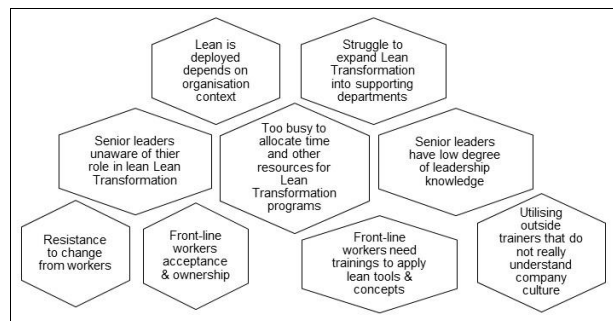 Lean is
deployed
depends on
organisation
context
Struggle to
expand Lean
Transformation
into supporting
departments
Senior leaders
unaware of thier
role in lean Lean
Transformation
Too busy to
allocate time
and other
resources for
Lean
Transformation
programs
Senior leaders
have low degree
of leadership
knowledge
Resistance
to change
from workers
Front-line
workers
acceptance
& ownership
Front-line
workers need
trainings to apply
lean tools &
concepts
Utilising
outside
trainers that do
not really
understand
company
culture